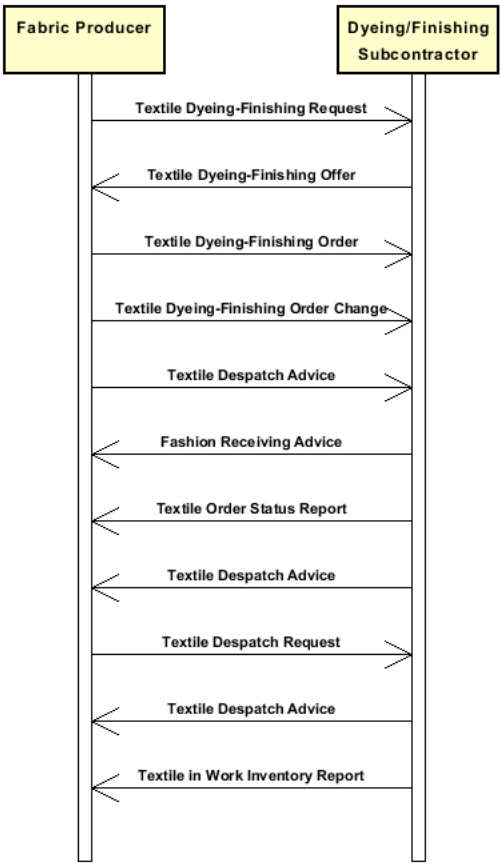 Fabric Producer
Dyeing/Finishing
Subcontractor
Textile Dyeing-Finishing Request
Textile Dyeing-Finishing Offer
Textile Dyeing-Finishing Order
Textile Dyeing-Finishing Order Change
Textile Despatch Advice
Fashion Receiving Advice
Textile Order Status Report
Textile Despatch Advice
Textile Despatch Request
Textile Despatch Advice
Textile in Work Inventory Report